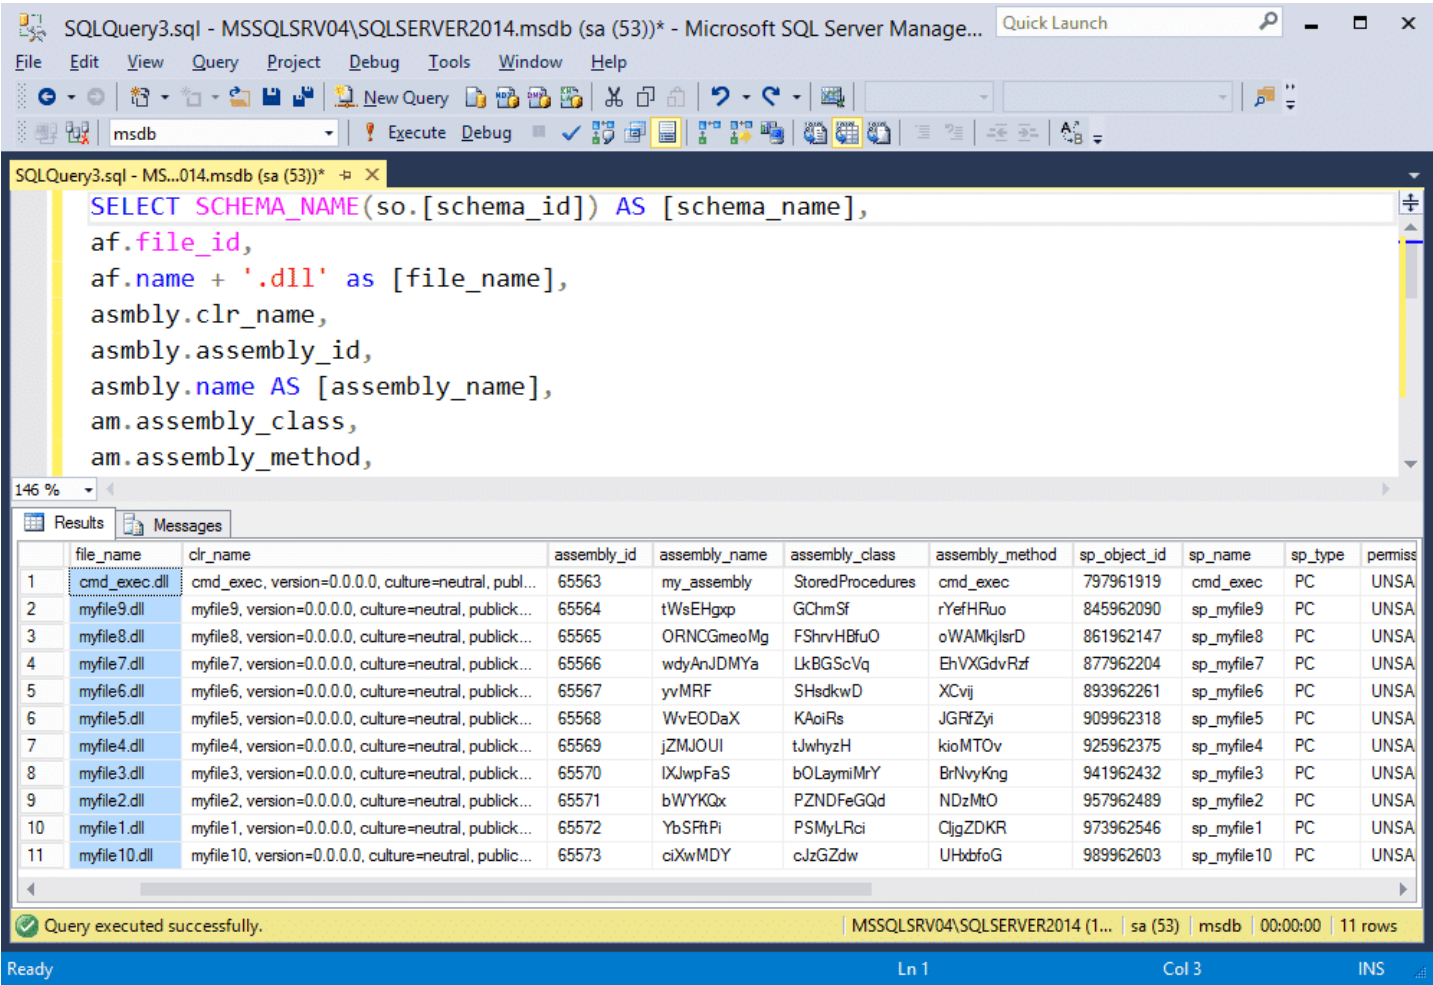 SQLQuery3.sql - MSSQLSRV04\SQLSERVER2014.msdb (sa (53))* - Microsoft SQL Server Manage... Quick Launch
File Edit View Query Project Debug Tools Window Help
New Query
msdb Execute Debug
SQLQuery3.sql - MS...014.msdb (sa (53))*
SELECT SCHEMA_NAME(so.[schema_id]) AS [schema_name],
af.file_id,
af.name + '.dll' as [file_name],
asmbly.clr_name,
asmbly.assembly_id,
asmbly.name AS [assembly_name],
am.assembly_class,
am.assembly_method,
146 %
Results Messages
file_name clr_name assembly_id assembly_name assembly_class assembly_method sp_object_id sp_name sp_type permiss
1 cmd_exec.dll cmd_exec, version=0.0.0.0, culture=neutral, publ... 65563 my_assembly StoredProcedures cmd_exec 797961919 cmd_exec PC UNSA
2 myfile9.dll myfile9, version=0.0.0.0, culture=neutral, publick... 65564 tWsEHgxp GChmSf rYefHRuo 845962090 sp_myfile9 PC UNSA
3 myfile8.dll myfile8, version=0.0.0.0, culture=neutral, publick... 65565 ORNCGmeoMg FShrvHBfuO oWAMkjIsrD 861962147 sp_myfile8 PC UNSA
4 myfile7.dll myfile7, version=0.0.0.0, culture=neutral, publick... 65566 wdyAnJDMYa LkBGScVq EhVXGdvRzf 877962204 sp_myfile7 PC UNSA
5 myfile6.dll myfile6, version=0.0.0.0, culture=neutral, publick... 65567 yvMRF SHsdkwD XCvij 893962261 sp_myfile6 PC UNSA
6 myfile5.dll myfile5, version=0.0.0.0, culture=neutral, publick... 65568 WvEODaX KAoiRs JGRfZyi 909962318 sp_myfile5 PC UNSA
7 myfile4.dll myfile4, version=0.0.0.0, culture=neutral, publick... 65569 jZMJOUI tJwhyzH kioMTOv 925962375 sp_myfile4 PC UNSA
8 myfile3.dll myfile3, version=0.0.0.0, culture=neutral, publick... 65570 IXJwpFaS bOLaymiMrY BrNvyKng 941962432 sp_myfile3 PC UNSA
9 myfile2.dll myfile2, version=0.0.0.0, culture=neutral, publick... 65571 bWYKQx PZNDFeGQd NDzMtO 957962489 sp_myfile2 PC UNSA
10 myfile1.dll myfile1, version=0.0.0.0, culture=neutral, publick... 65572 YbSFftPi PSMyLRci CljgZDKR 973962546 sp_myfile1 PC UNSA
11 myfile10.dll myfile10, version=0.0.0.0, culture=neutral, public... 65573 ciXwMDY cJzGZdw UHxbfoG 989962603 sp_myfile10 PC UNSA
Query executed successfully. MSSQLSRV04\SQLSERVER2014 (1... sa (53) msdb 00:00:00 11 rows
Ready Ln 1 Col 3 INS